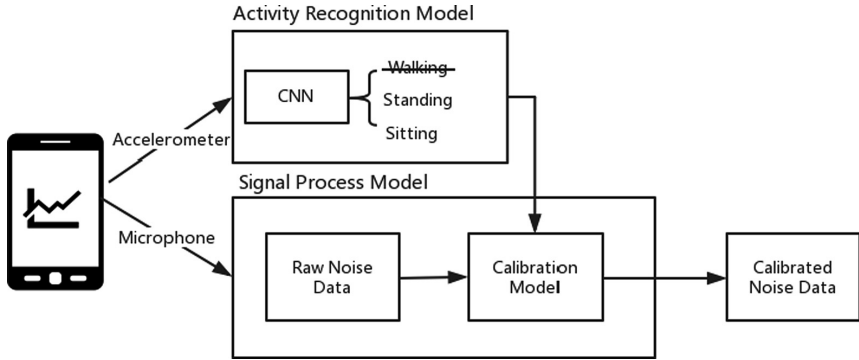 Activity Recognition Model
CNN
Walking
Standing
Sitting
Accelerometer
Signal Process Model
Microphone
Raw Noise
Data
Calibration
Model
Calibrated
Noise Data